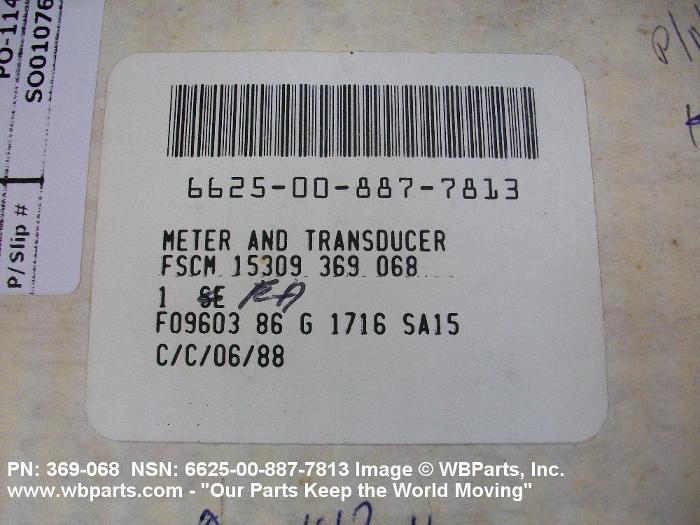 PO-114
SO01076
P/Slip # 1
P/N
6625-00-887-7813
METER AND TRANSDUCER
FSCM 15309 369 068
1 SE EA
F09603 86 G 1716 SA15
C/C/06/88
PN: 369-068 NSN: 6625-00-887-7813 Image © WBParts, Inc.
www.wbparts.com - "Our Parts Keep the World Moving"